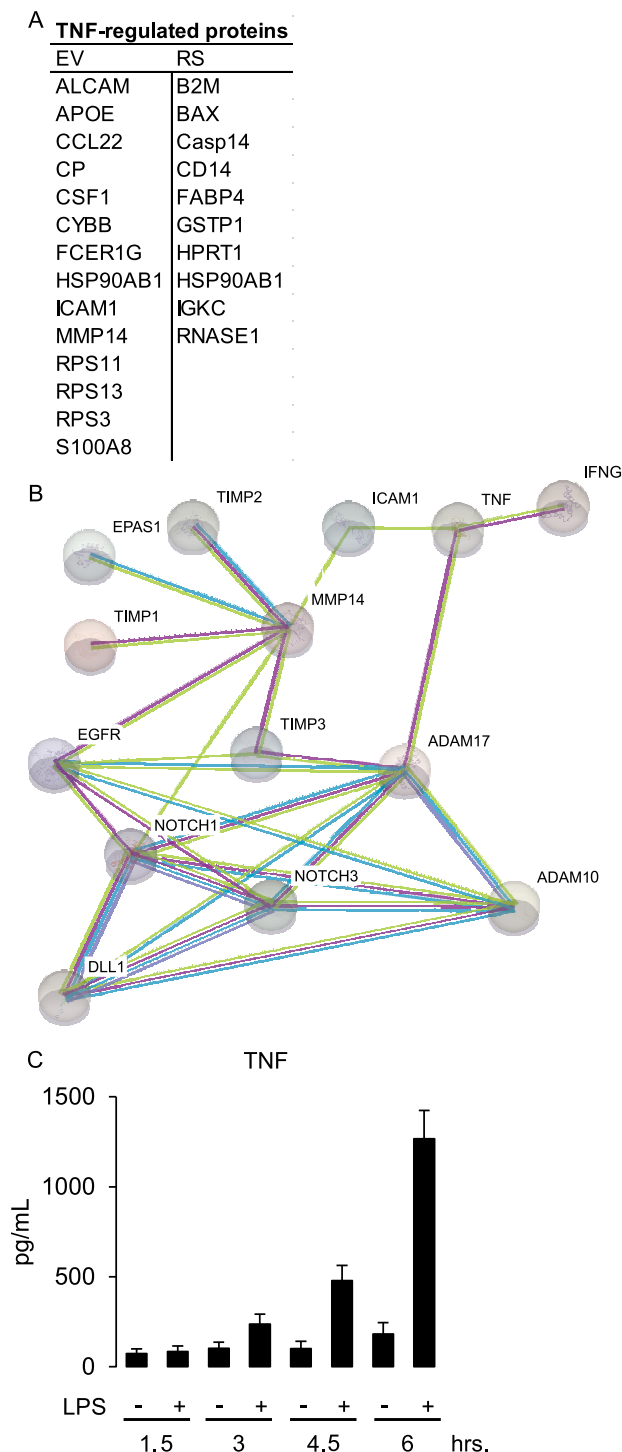 A
TNF-regulated proteins
EV RS
ALCAM B2M
APOE BAX
CCL22 Casp14
CP CD14
CSF1 FABP4
CYBB GSTP1
FCER1G HPRT1
HSP90AB1 HSP90AB1
ICAM1 IGKC
MMP14 RNASE1
RPS11
RPS13
RPS3
S100A8
B
IFNG
TIMP2
ICAM1
TNF
EPAS1
MMP14
TIMP1
TIMP3
EGFR
ADAM17
NOTCH1
NOTCH3
ADAM10
DLL1
C
TNF
1500
1000
500
0
pg/mL
LPS - + - + - + - +
1.5 3 4.5 6 hrs.